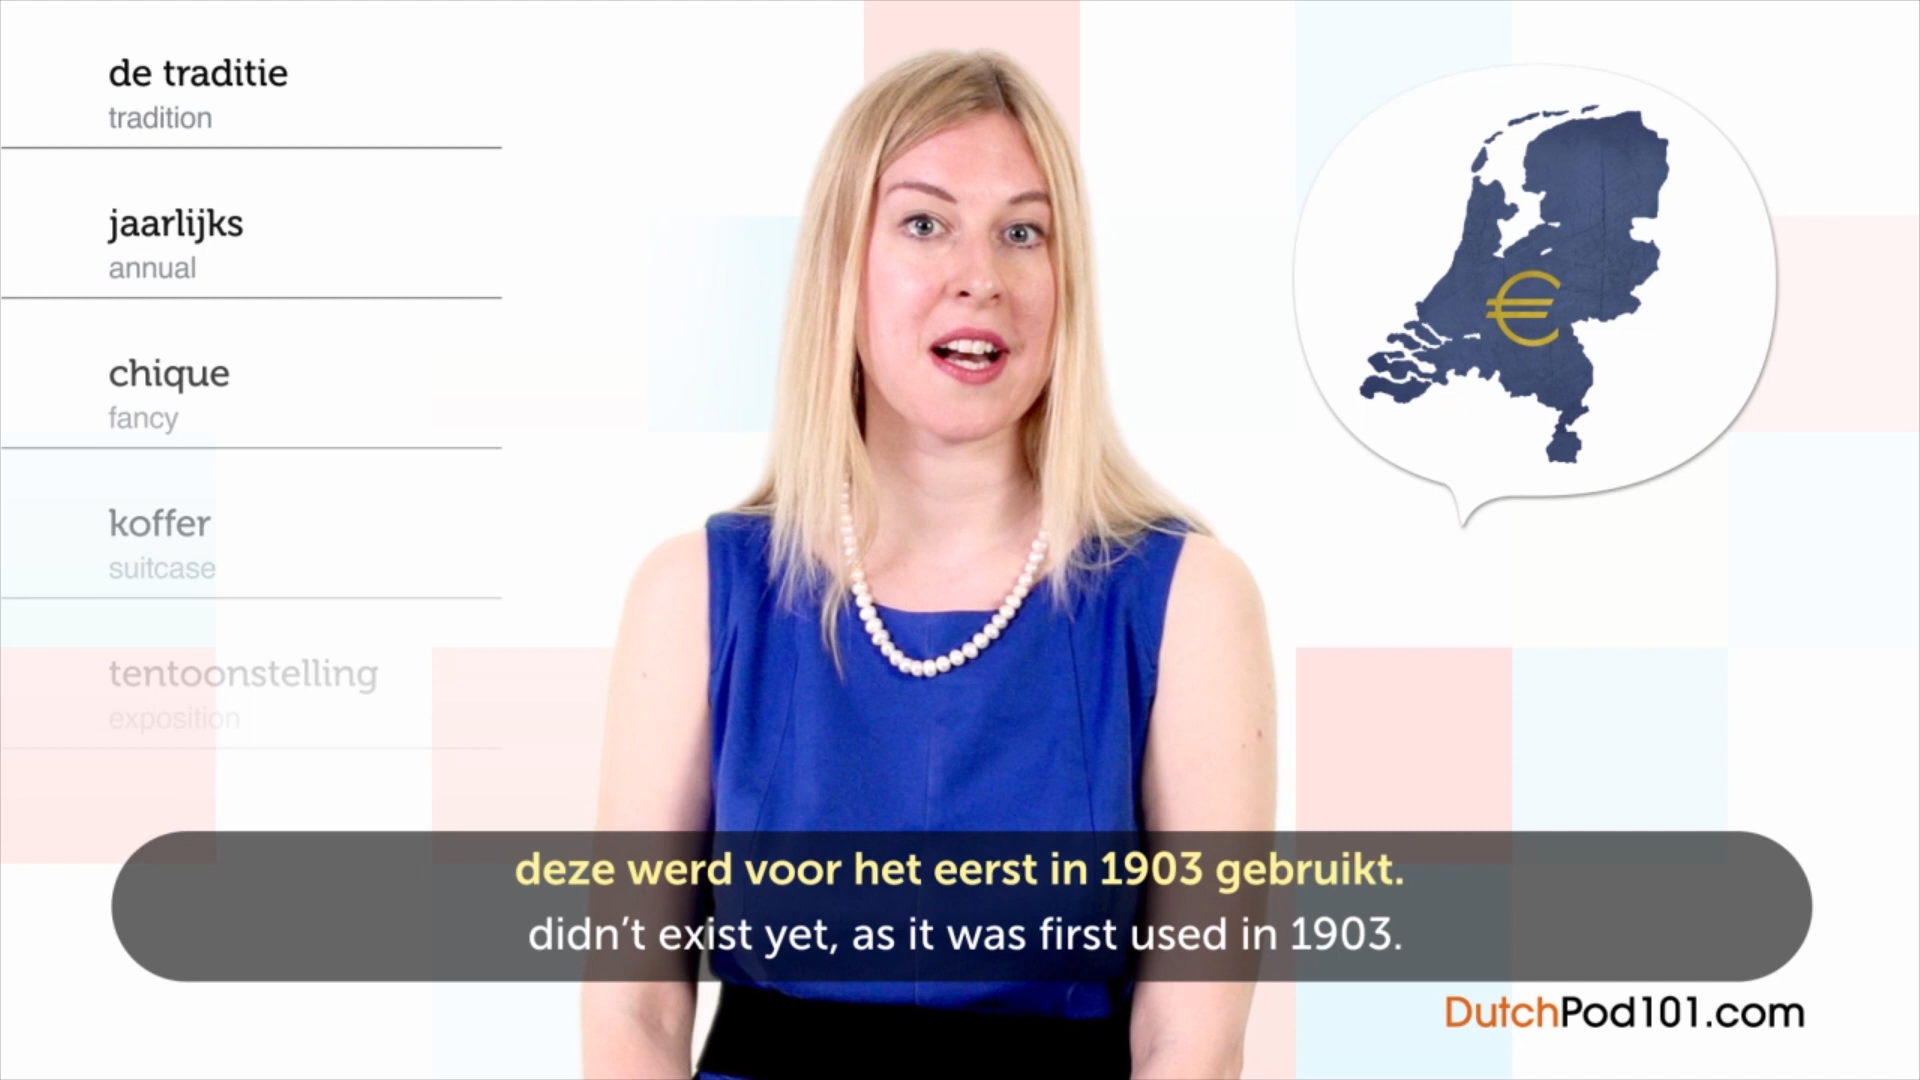 de traditie
tradition
jaarlijks
annual
chique
fancy
koffer
suitcase
tentoonstelling
exposition
€
deze werd voor het eerst in 1903 gebruikt.
didn’t exist yet, as it was first used in 1903.
DutchPod101.com